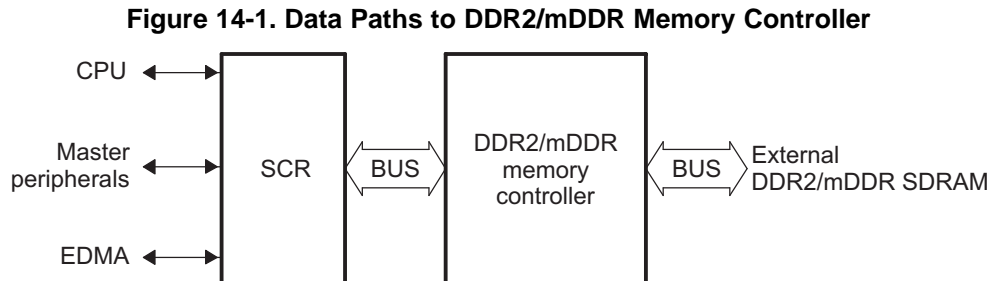 Figure 14-1. Data Paths to DDR2/mDDR Memory Controller
CPU
Master
peripherals
EDMA
SCR
BUS
DDR2/mDDR
memory
controller
BUS
External
DDR2/mDDR SDRAM